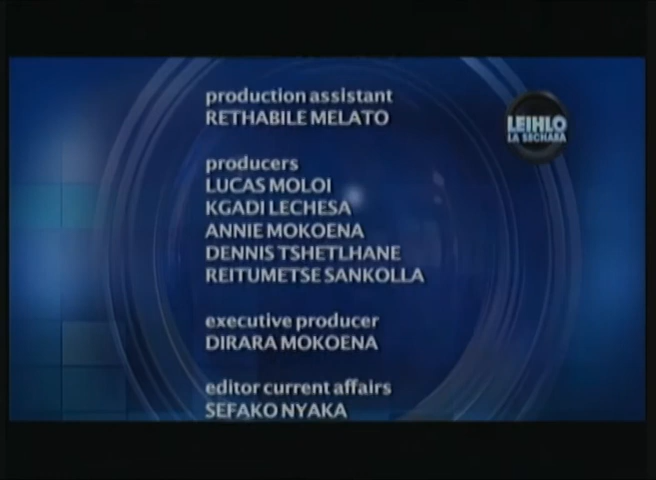 production assistant
RETHABILE MELATO
producers
LUCAS MOLOI
KGADI LECHESA
ANNIE MOKOENA
DENNIS TSHETLHANE
REITUMETSE SANKOLLA
executive producer
DIRARA MOKOENA
editor current affairs
SEFAKO NYAKA
LEIHLO
LA SECHABA